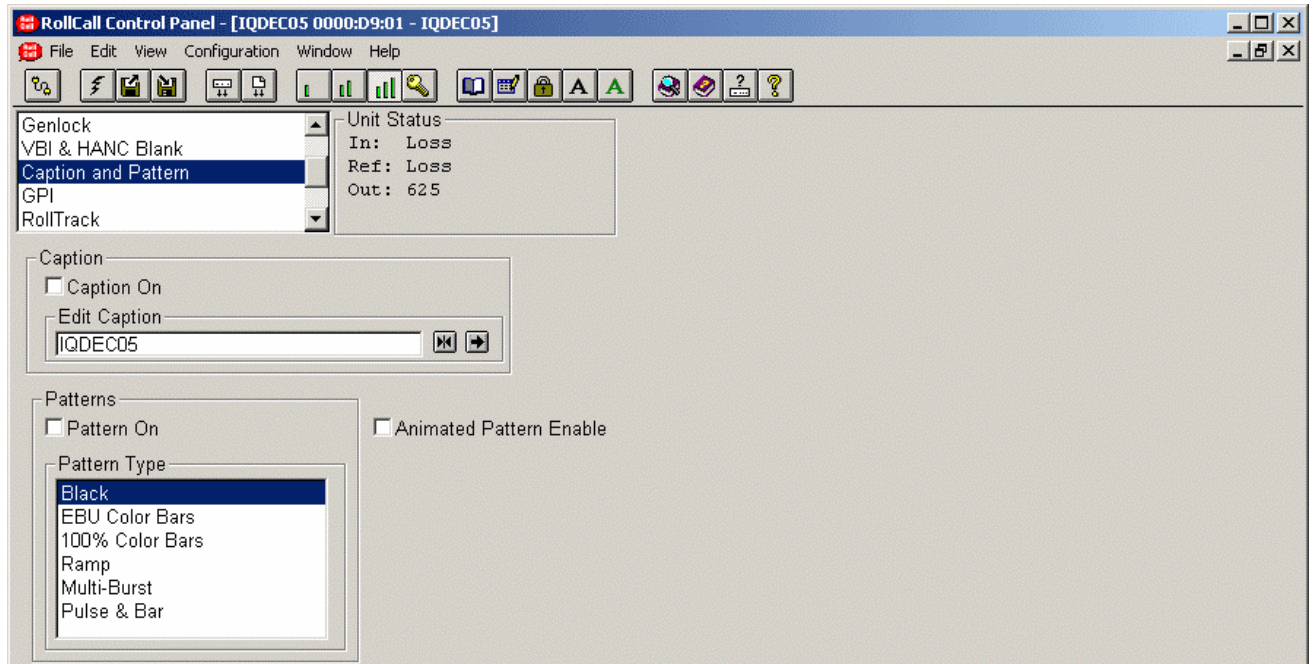 RollCall Control Panel - [IQDEC05 0000:D9:01 - IQDEC05]
File Edit View Configuration Window Help
A A
Genlock
VBI & HANC Blank
Caption and Pattern
GPI
RollTrack
Unit Status
In: Loss
Ref: Loss
Out: 625
Caption
Caption On
Edit Caption
IQDEC05
Patterns
Pattern On
Animated Pattern Enable
Pattern Type
Black
EBU Color Bars
100% Color Bars
Ramp
Multi-Burst
Pulse & Bar